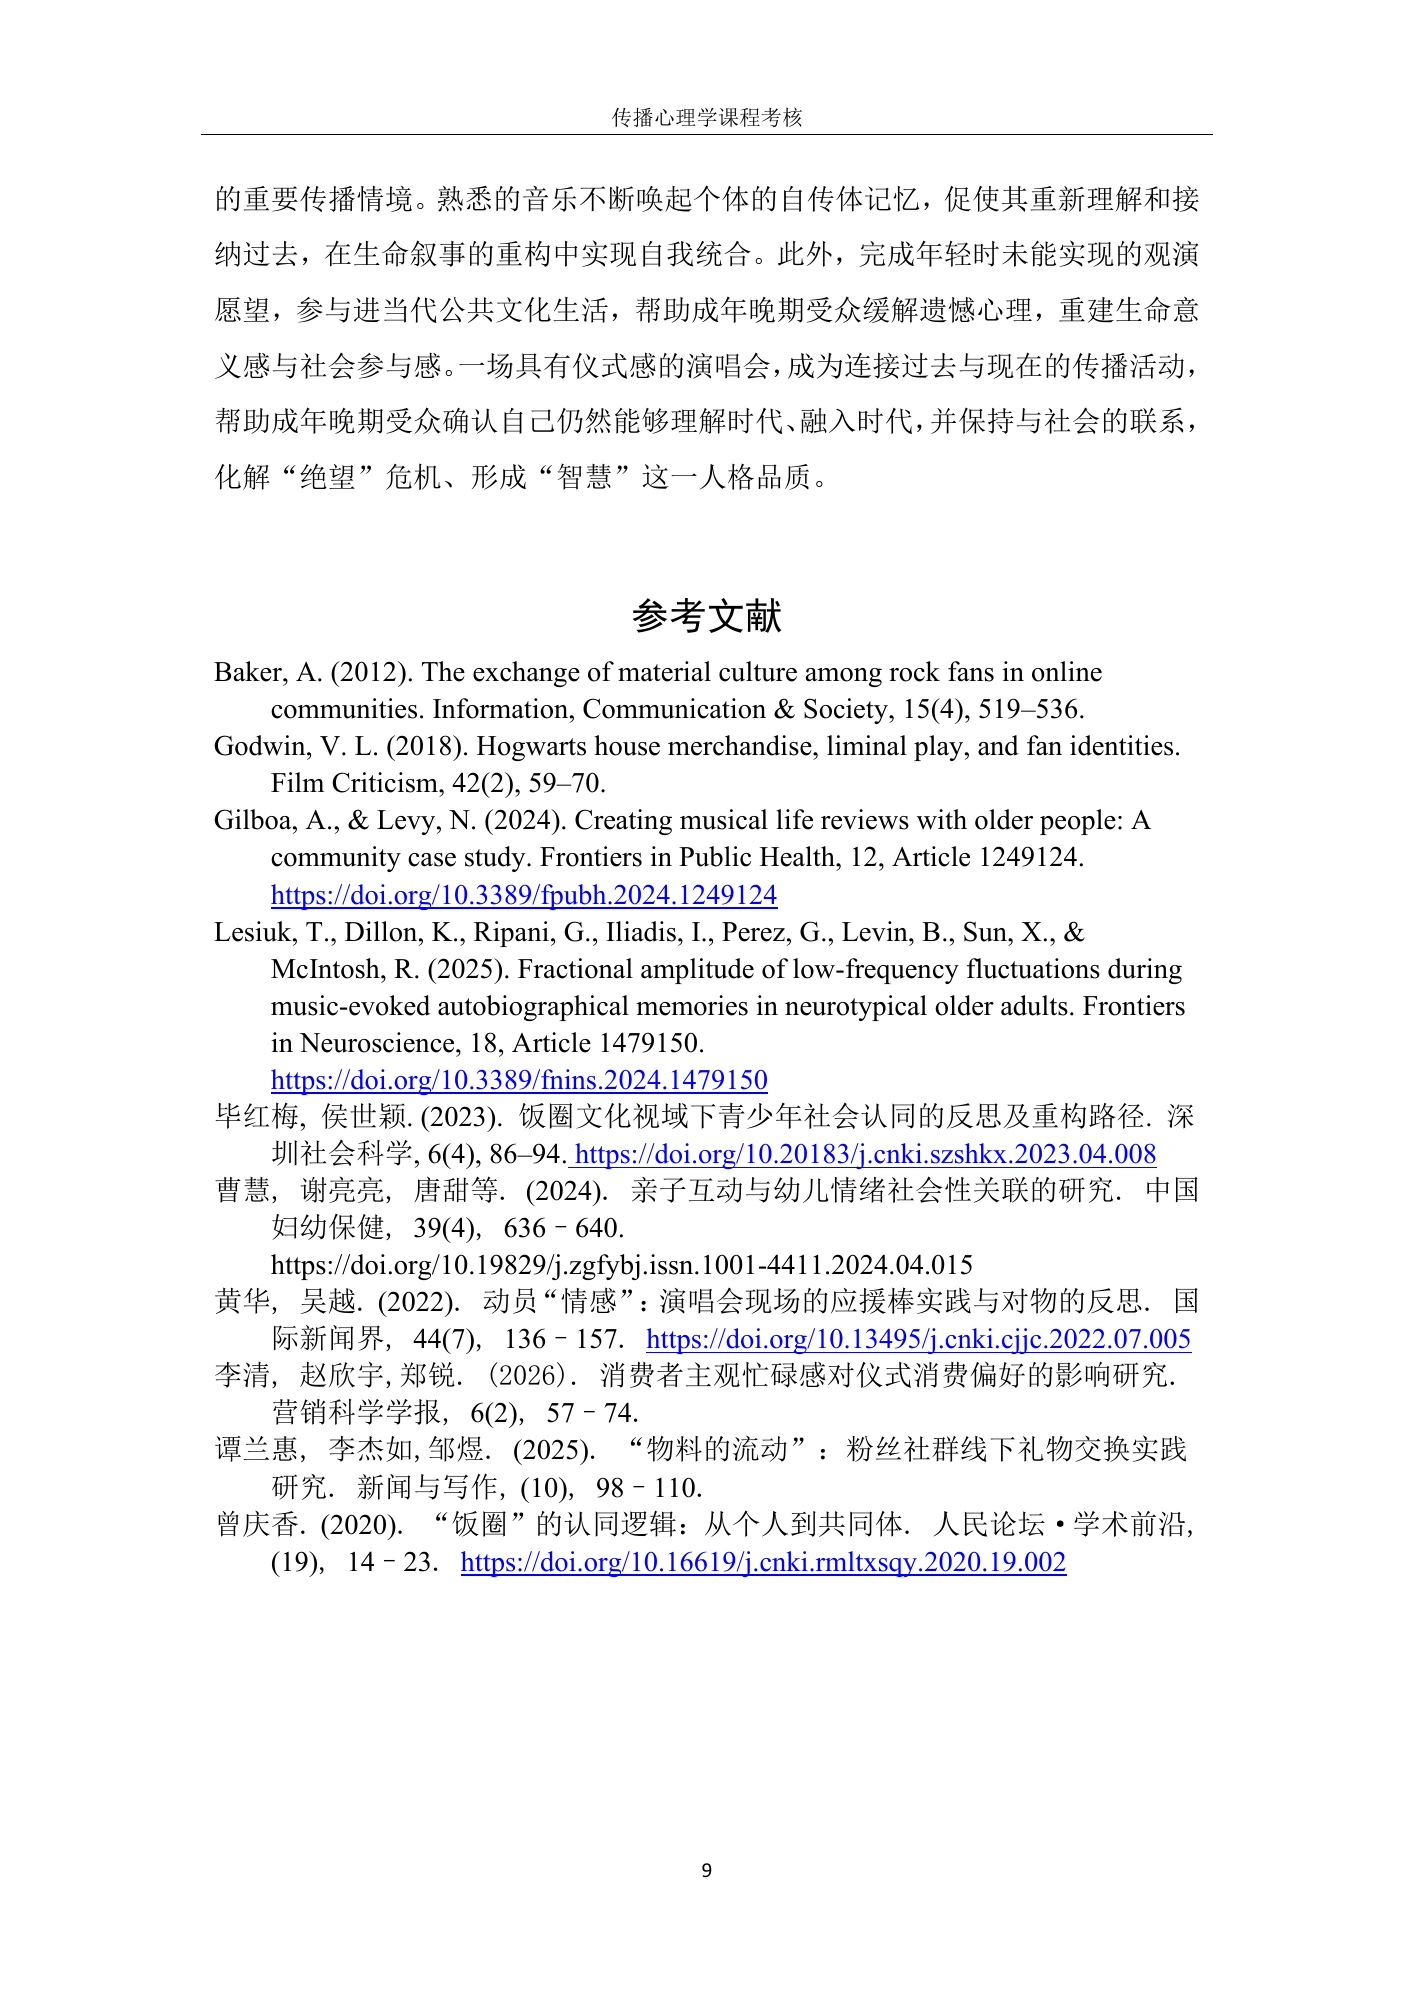 传播心理学课程考核
的重要传播情境。熟悉的音乐不断唤起个体的自传体记忆，促使其重新理解和接
纳过去，在生命叙事的重构中实现自我统合。此外，完成年轻时未能实现的观演
愿望，参与进当代公共文化生活，帮助成年晚期受众缓解遗憾心理，重建生命意
义感与社会参与感。一场具有仪式感的演唱会，成为连接过去与现在的传播活动，
帮助成年晚期受众确认自己仍然能够理解时代、融入时代，并保持与社会的联系，
化解“绝望”危机、形成“智慧”这一人格品质。
参考文献
Baker, A. (2012). The exchange of material culture among rock fans in online
communities. Information, Communication & Society, 15(4), 519–536.
Godwin, V. L. (2018). Hogwarts house merchandise, liminal play, and fan identities.
Film Criticism, 42(2), 59–70.
Gilboa, A., & Levy, N. (2024). Creating musical life reviews with older people: A
community case study. Frontiers in Public Health, 12, Article 1249124.
https://doi.org/10.3389/fpubh.2024.1249124
Lesiuk, T., Dillon, K., Ripani, G., Iliadis, I., Perez, G., Levin, B., Sun, X., &
McIntosh, R. (2025). Fractional amplitude of low-frequency fluctuations during
music-evoked autobiographical memories in neurotypical older adults. Frontiers
in Neuroscience, 18, Article 1479150.
https://doi.org/10.3389/fnins.2024.1479150
毕红梅, 侯世颖. (2023). 饭圈文化视域下青少年社会认同的反思及重构路径. 深
圳社会科学, 6(4), 86–94. https://doi.org/10.20183/j.cnki.szshkx.2023.04.008
曹慧, 谢亮亮, 唐甜等. (2024). 亲子互动与幼儿情绪社会性关联的研究. 中国
妇幼保健, 39(4), 636–640.
https://doi.org/10.19829/j.zgfybj.issn.1001-4411.2024.04.015
黄华, 吴越. (2022). 动员“情感”：演唱会现场的应援棒实践与对物的反思. 国
际新闻界, 44(7), 136–157. https://doi.org/10.13495/j.cnki.cjjc.2022.07.005
李清, 赵欣宇,郑锐. (2026). 消费者主观忙碌感对仪式消费偏好的影响研究.
营销科学学报, 6(2), 57–74.
谭兰惠, 李杰如,邹煜. (2025). “物料的流动”：粉丝社群线下礼物交换实践
研究. 新闻与写作, (10), 98–110.
曾庆香. (2020). “饭圈”的认同逻辑：从个人到共同体. 人民论坛·学术前沿,
(19), 14–23. https://doi.org/10.16619/j.cnki.rmltxsqy.2020.19.002
9